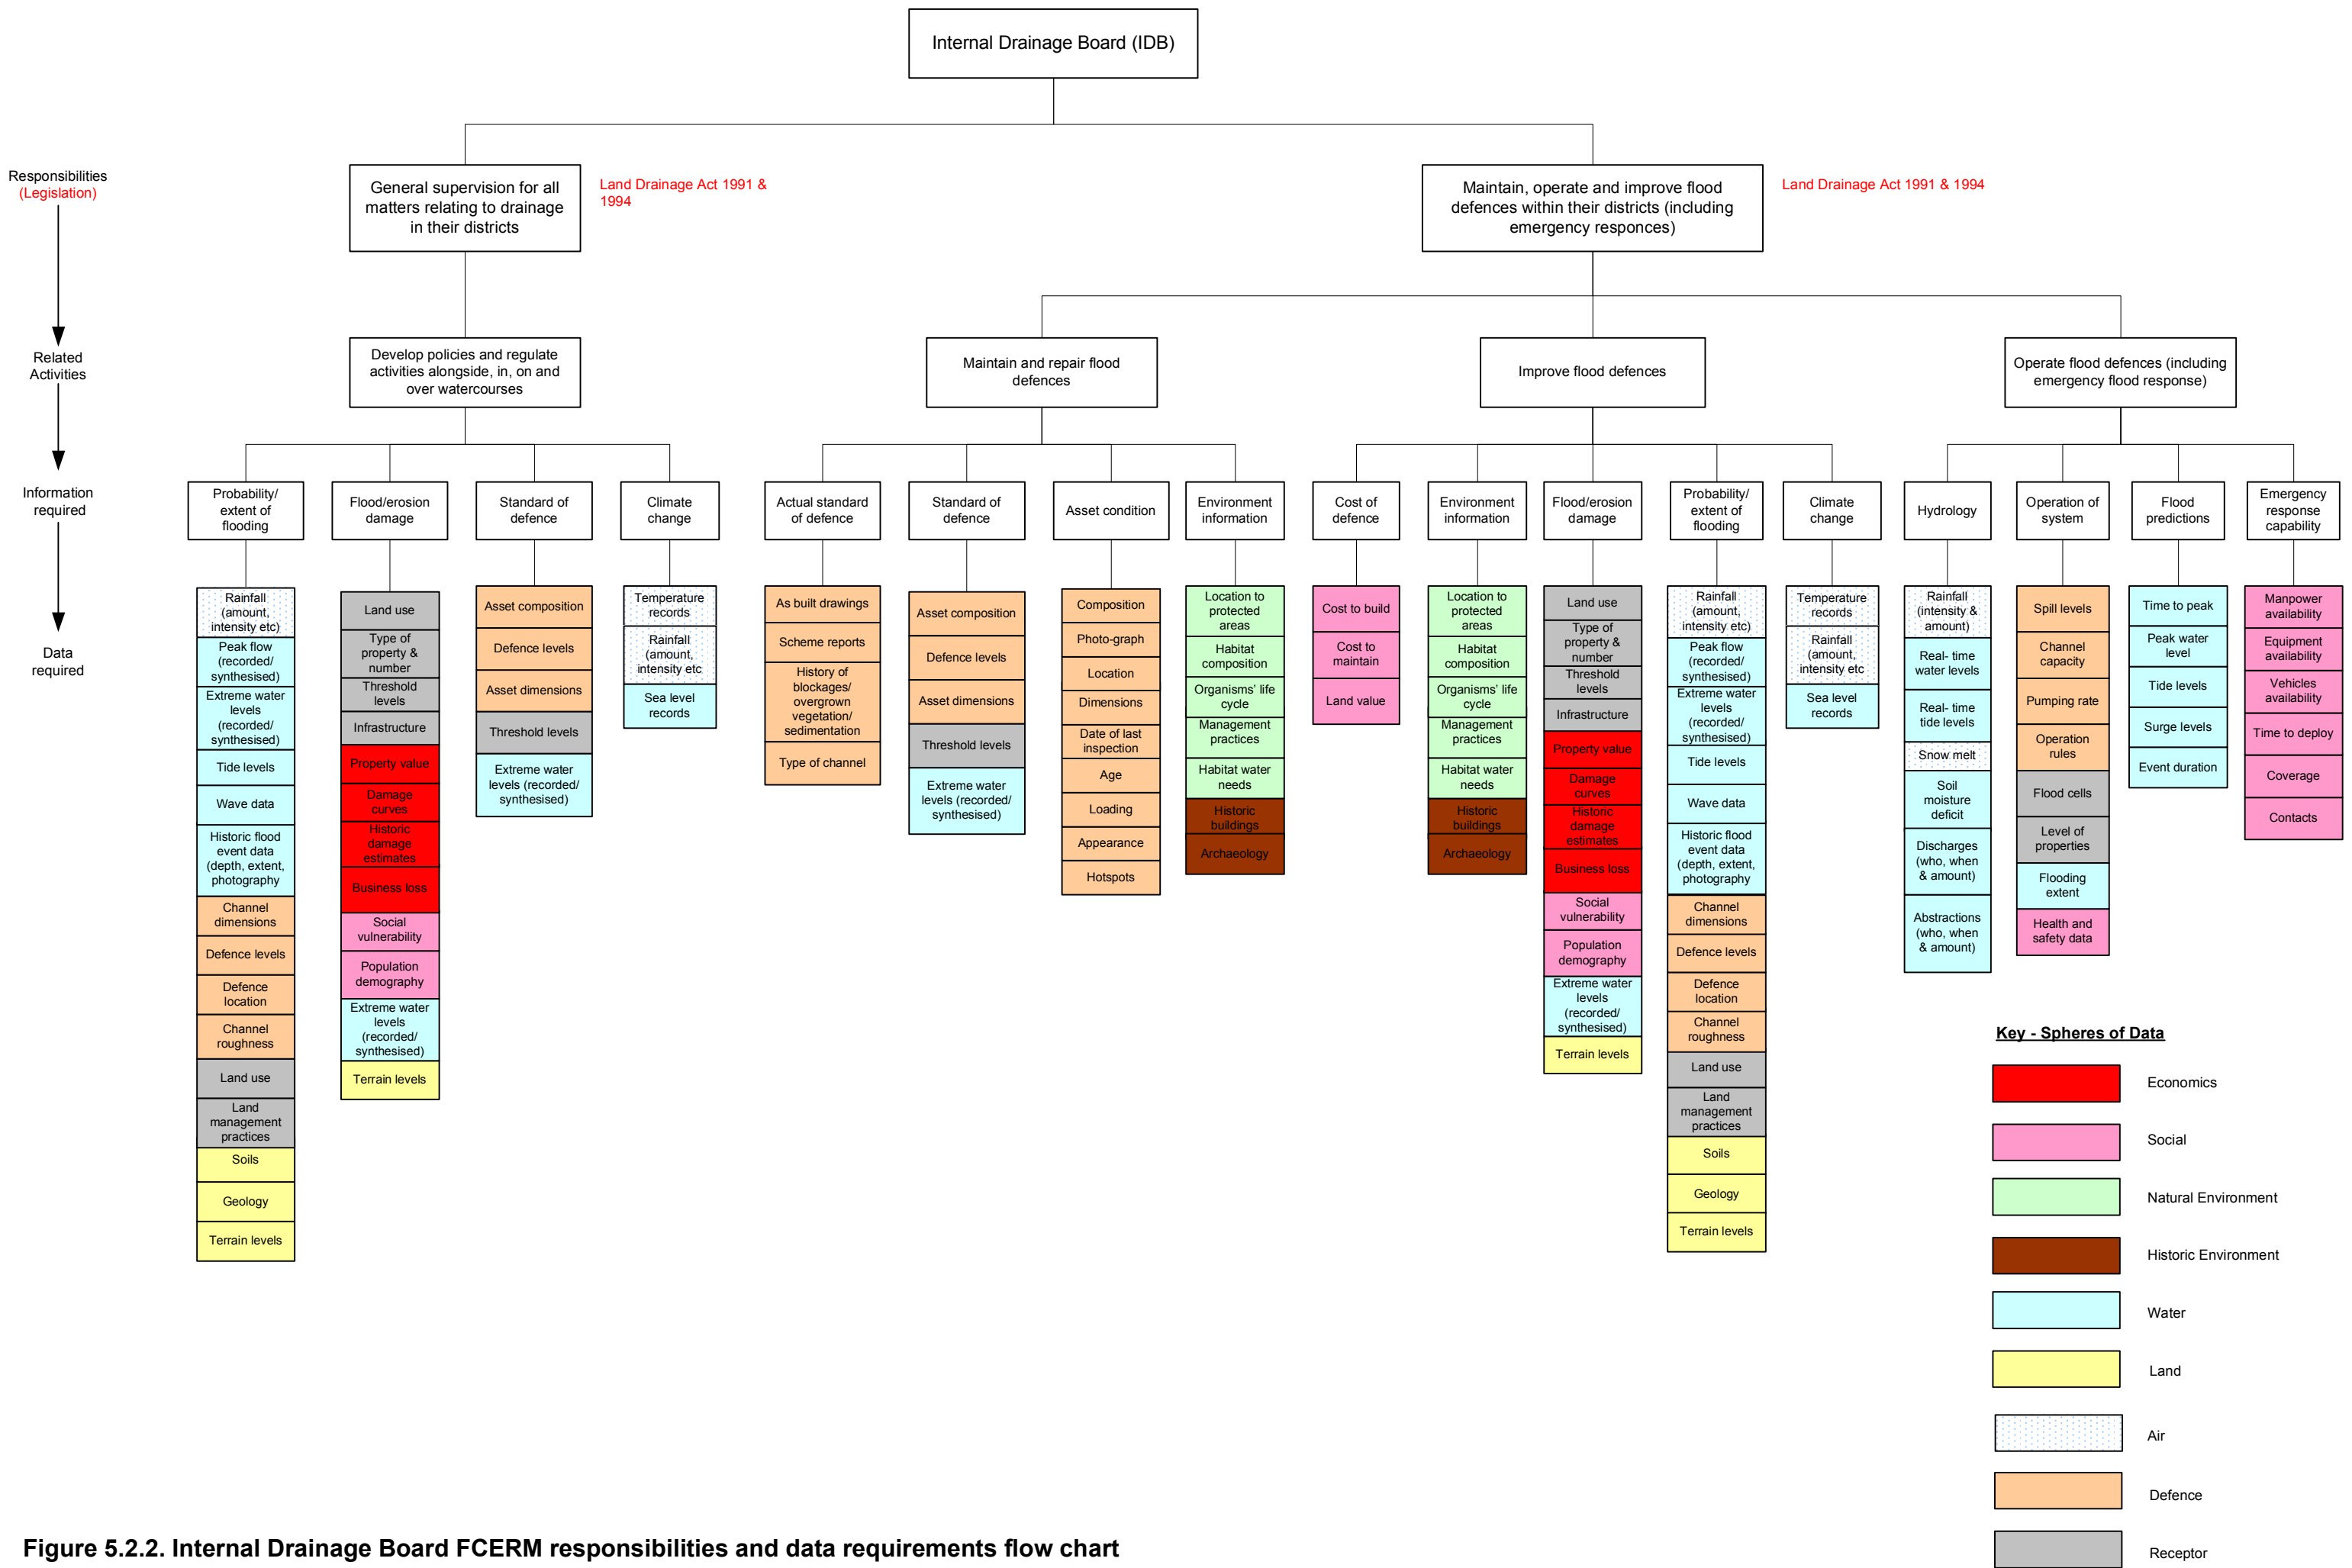 Internal Drainage Board (IDB)
Responsibilities
(Legislation)
General supervision for all
matters relating to drainage
in their districts
Land Drainage Act 1991 &
1994
Maintain, operate and improve flood
defences within their districts (including
emergency responces)
Land Drainage Act 1991 & 1994
Related
Activities
Develop policies and regulate
activities alongside, in, on and
over watercourses
Maintain and repair flood
defences
Improve flood defences
Operate flood defences (including
emergency flood response)
Information
required
Probability/
extent of
flooding
Flood/erosion
damage
Standard of
defence
Climate
change
Actual standard
of defence
Standard of
defence
Asset condition
Environment
information
Cost of
defence
Environment
information
Flood/erosion
damage
Probability/
extent of
flooding
Climate
change
Hydrology
Operation of
system
Flood
predictions
Emergency
response
capability
Data
required
Rainfall
(amount,
intensity etc)
Peak flow
(recorded/
synthesised)
Extreme water
levels
(recorded/
synthesised)
Tide levels
Wave data
Historic flood
event data
(depth, extent,
photography
Channel
dimensions
Defence levels
Defence
location
Channel
roughness
Land use
Land
management
practices
Soils
Geology
Terrain levels
Land use
Type of
property &
number
Threshold
levels
Infrastructure
Property value
Damage
curves
Historic
damage
estimates
Business loss
Social
vulnerability
Population
demography
Extreme water
levels
(recorded/
synthesised)
Terrain levels
Asset composition
Defence levels
Asset dimensions
Threshold levels
Extreme water
levels (recorded/
synthesised)
Temperature
records
Rainfall
(amount,
intensity etc
Sea level
records
As built drawings
Scheme reports
History of
blockages/
overgrown
vegetation/
sedimentation
Type of channel
Asset composition
Defence levels
Asset dimensions
Threshold levels
Extreme water
levels (recorded/
synthesised)
Composition
Photo-graph
Location
Dimensions
Date of last
inspection
Age
Loading
Appearance
Hotspots
Location to
protected
areas
Habitat
composition
Organisms' life
cycle
Management
practices
Habitat water
needs
Historic
buildings
Archaeology
Cost to build
Cost to
maintain
Land value
Location to
protected
areas
Habitat
composition
Organisms' life
cycle
Management
practices
Habitat water
needs
Historic
buildings
Archaeology
Land use
Type of
property &
number
Threshold
levels
Infrastructure
Property value
Damage
curves
Historic
damage
estimates
Business loss
Social
vulnerability
Population
demography
Extreme water
levels
(recorded/
synthesised)
Terrain levels
Rainfall
(amount,
intensity etc)
Peak flow
(recorded/
synthesised)
Extreme water
levels
(recorded/
synthesised)
Tide levels
Wave data
Historic flood
event data
(depth, extent,
photography
Channel
dimensions
Defence levels
Defence
location
Channel
roughness
Land use
Land
management
practices
Soils
Geology
Terrain levels
Temperature
records
Rainfall
(amount,
intensity etc
Sea level
records
Rainfall
(intensity &
amount)
Real- time
water levels
Real- time
tide levels
Snow melt
Soil
moisture
deficit
Discharges
(who, when
& amount)
Abstractions
(who, when
& amount)
Spill levels
Channel
capacity
Pumping rate
Operation
rules
Flood cells
Level of
properties
Flooding
extent
Health and
safety data
Time to peak
Peak water
level
Tide levels
Surge levels
Event duration
Manpower
availability
Equipment
availability
Vehicles
availability
Time to deploy
Coverage
Contacts
Key - Spheres of Data
Economics
Social
Natural Environment
Historic Environment
Water
Land
Air
Defence
Receptor
Figure 5.2.2. Internal Drainage Board FCERM responsibilities and data requirements flow chart